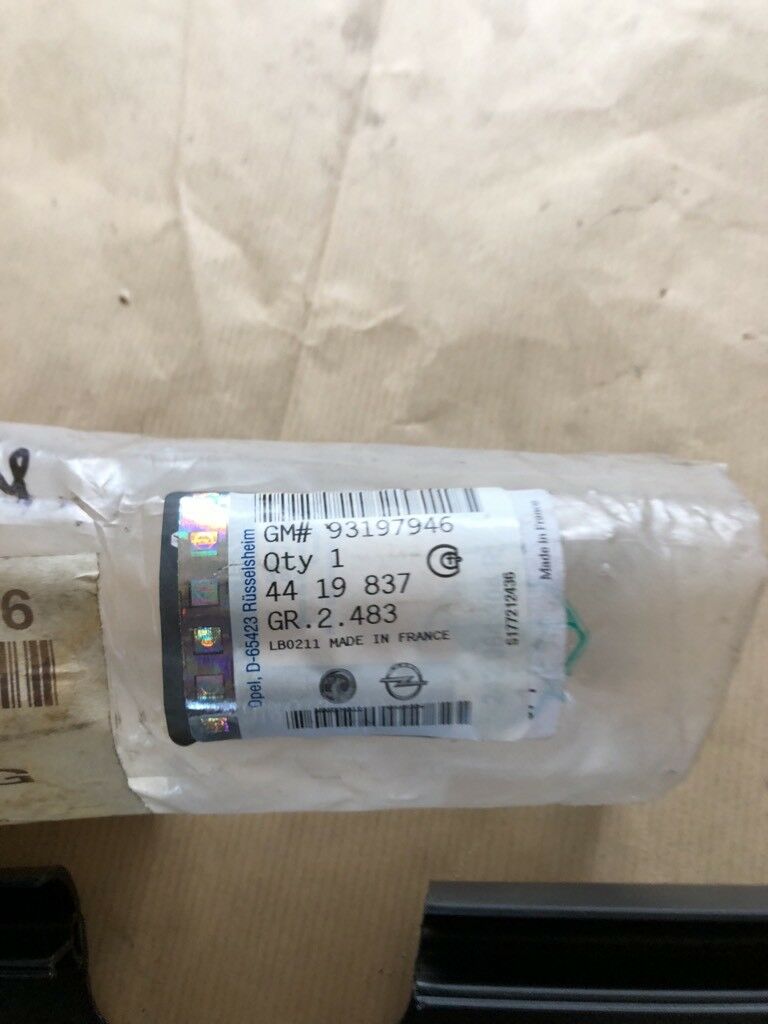 GM# 93197946
Qty 1
44 19 837
GR.2.483
LB0211 MADE IN FRANCE
Opel, D-65423 Rüsselsheim
S177212436
Made in France
6
G